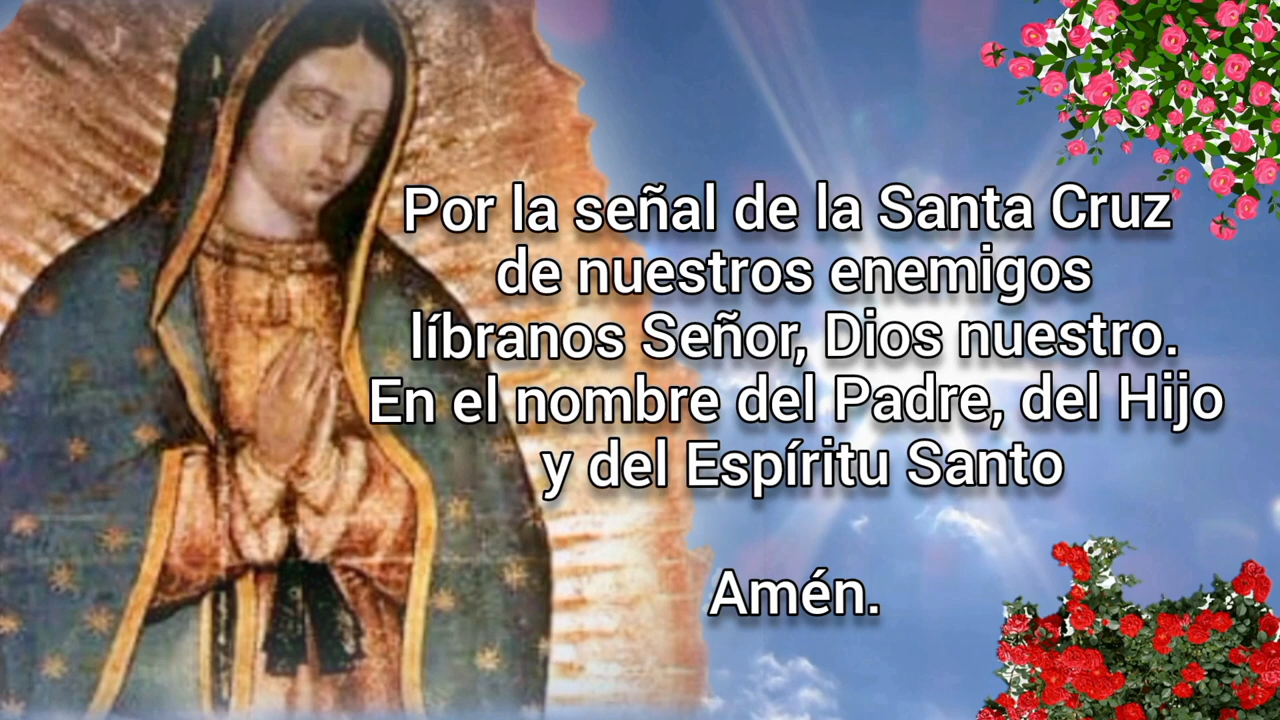 Por la señal de la Santa Cruz
de nuestros enemigos
líbranos Señor, Dios nuestro.
En el nombre del Padre, del Hijo
y del Espíritu Santo
Amén.